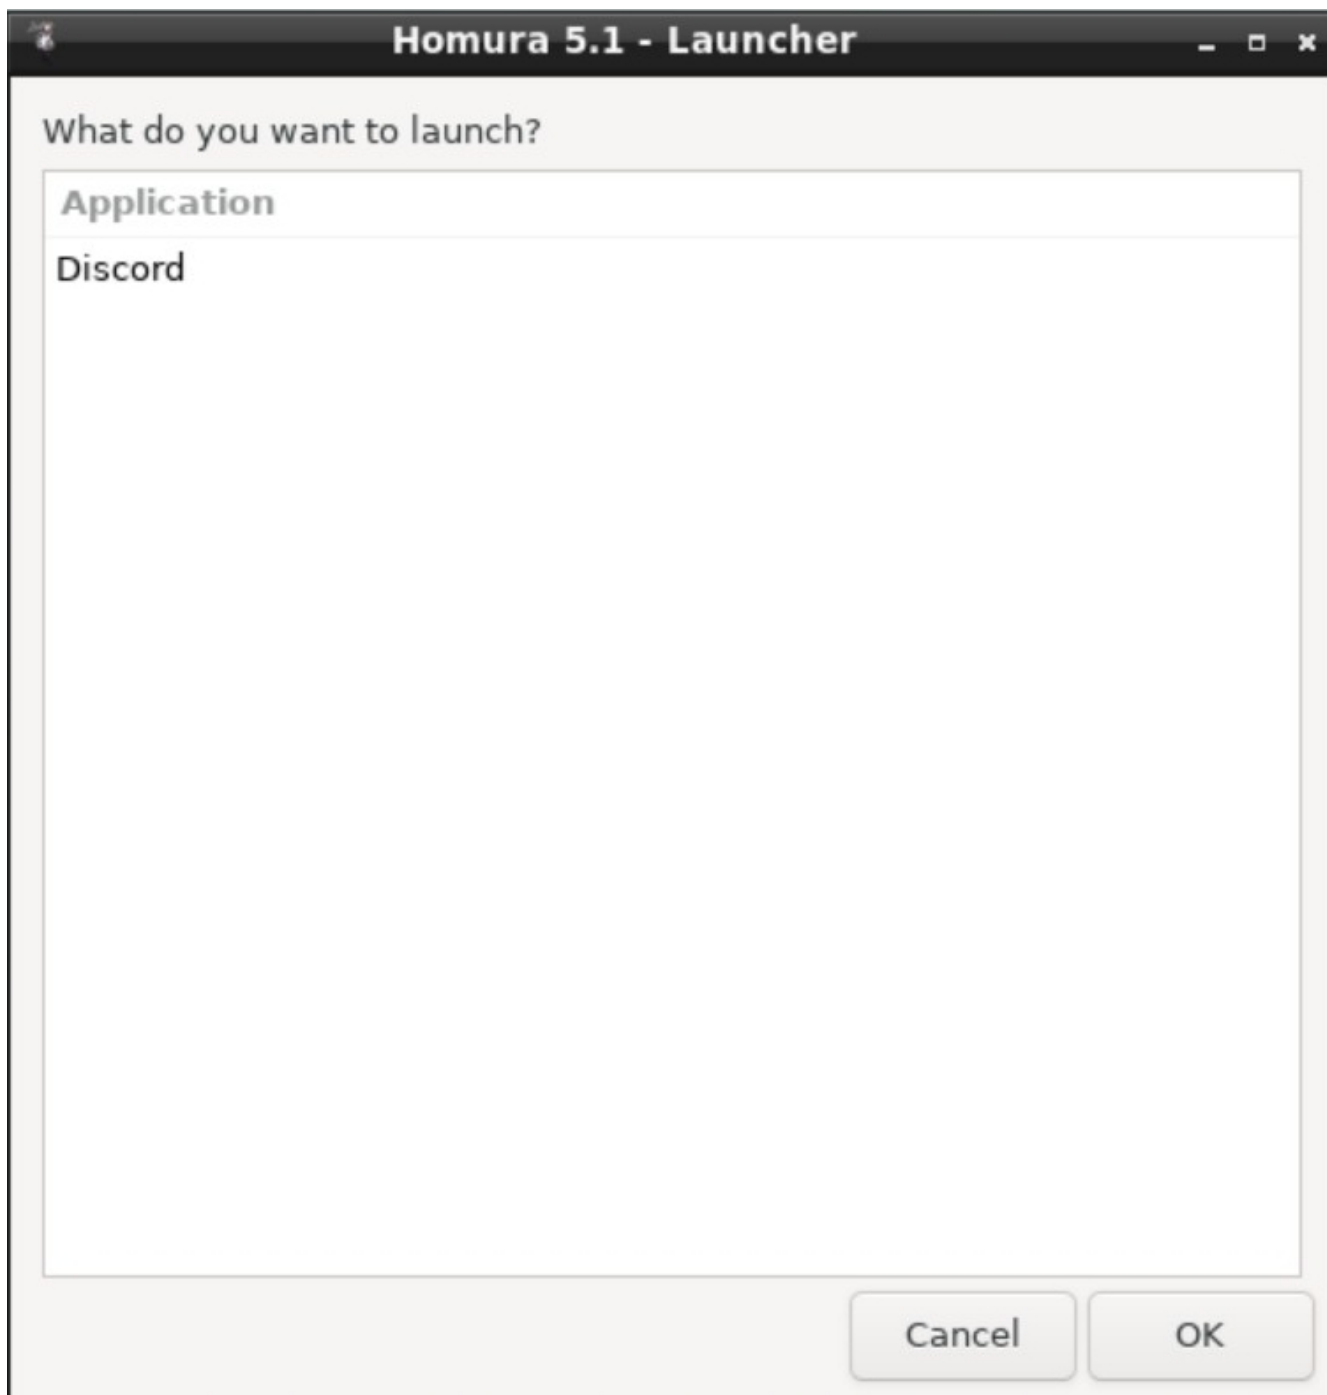 Homura 5.1 - Launcher
What do you want to launch?
Application
Discord
Cancel
OK